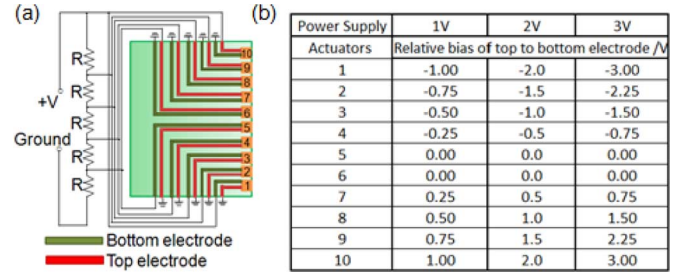 (a)
R
R
+V
R
Ground
R
R
10
9
8
7
6
5
4
3
2
1
Bottom electrode
Top electrode
(b)
Power Supply 1V 2V 3V
Actuators Relative bias of top to bottom electrode /V
1 -1.00 -2.0 -3.00
2 -0.75 -1.5 -2.25
3 -0.50 -1.0 -1.50
4 -0.25 -0.5 -0.75
5 0.00 0.0 0.00
6 0.00 0.0 0.00
7 0.25 0.5 0.75
8 0.50 1.0 1.50
9 0.75 1.5 2.25
10 1.00 2.0 3.00